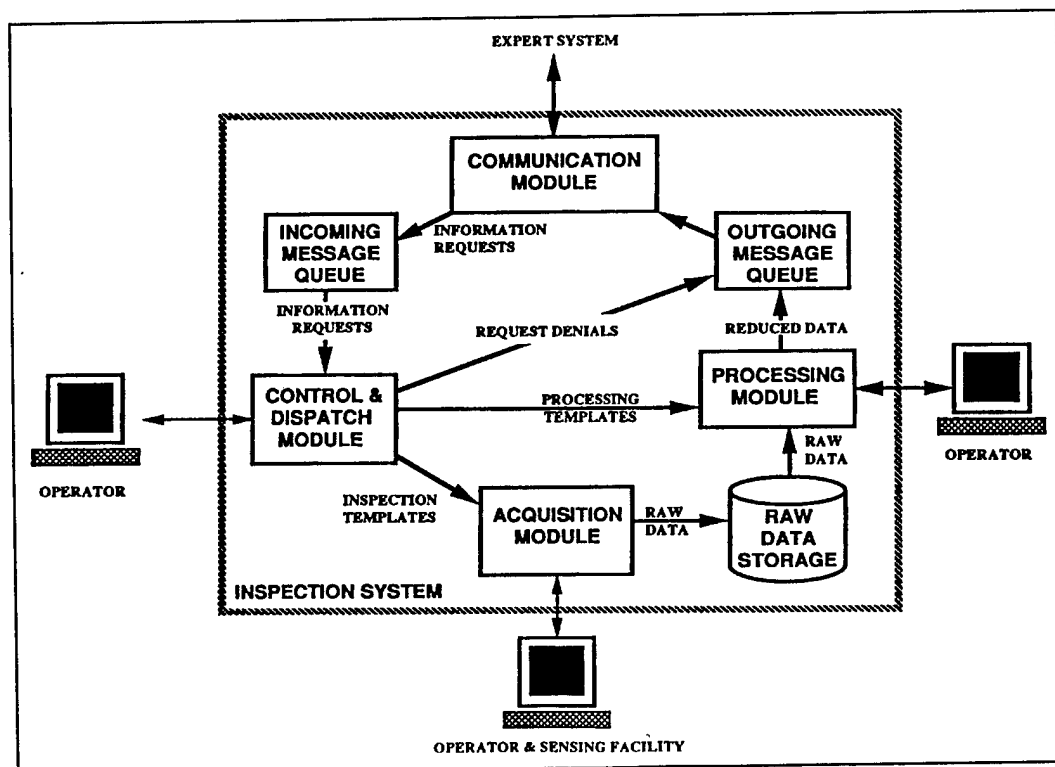 EXPERT SYSTEM
COMMUNICATION
MODULE
INCOMING
MESSAGE
QUEUE
INFORMATION
REQUESTS
OUTGOING
MESSAGE
QUEUE
INFORMATION
REQUESTS
REQUEST DENIALS
REDUCED DATA
CONTROL &
DISPATCH
MODULE
PROCESSING
TEMPLATES
PROCESSING
MODULE
OPERATOR
OPERATOR
RAW
DATA
INSPECTION
TEMPLATES
ACQUISITION
MODULE
RAW
DATA
RAW
DATA
STORAGE
INSPECTION SYSTEM
OPERATOR & SENSING FACILITY